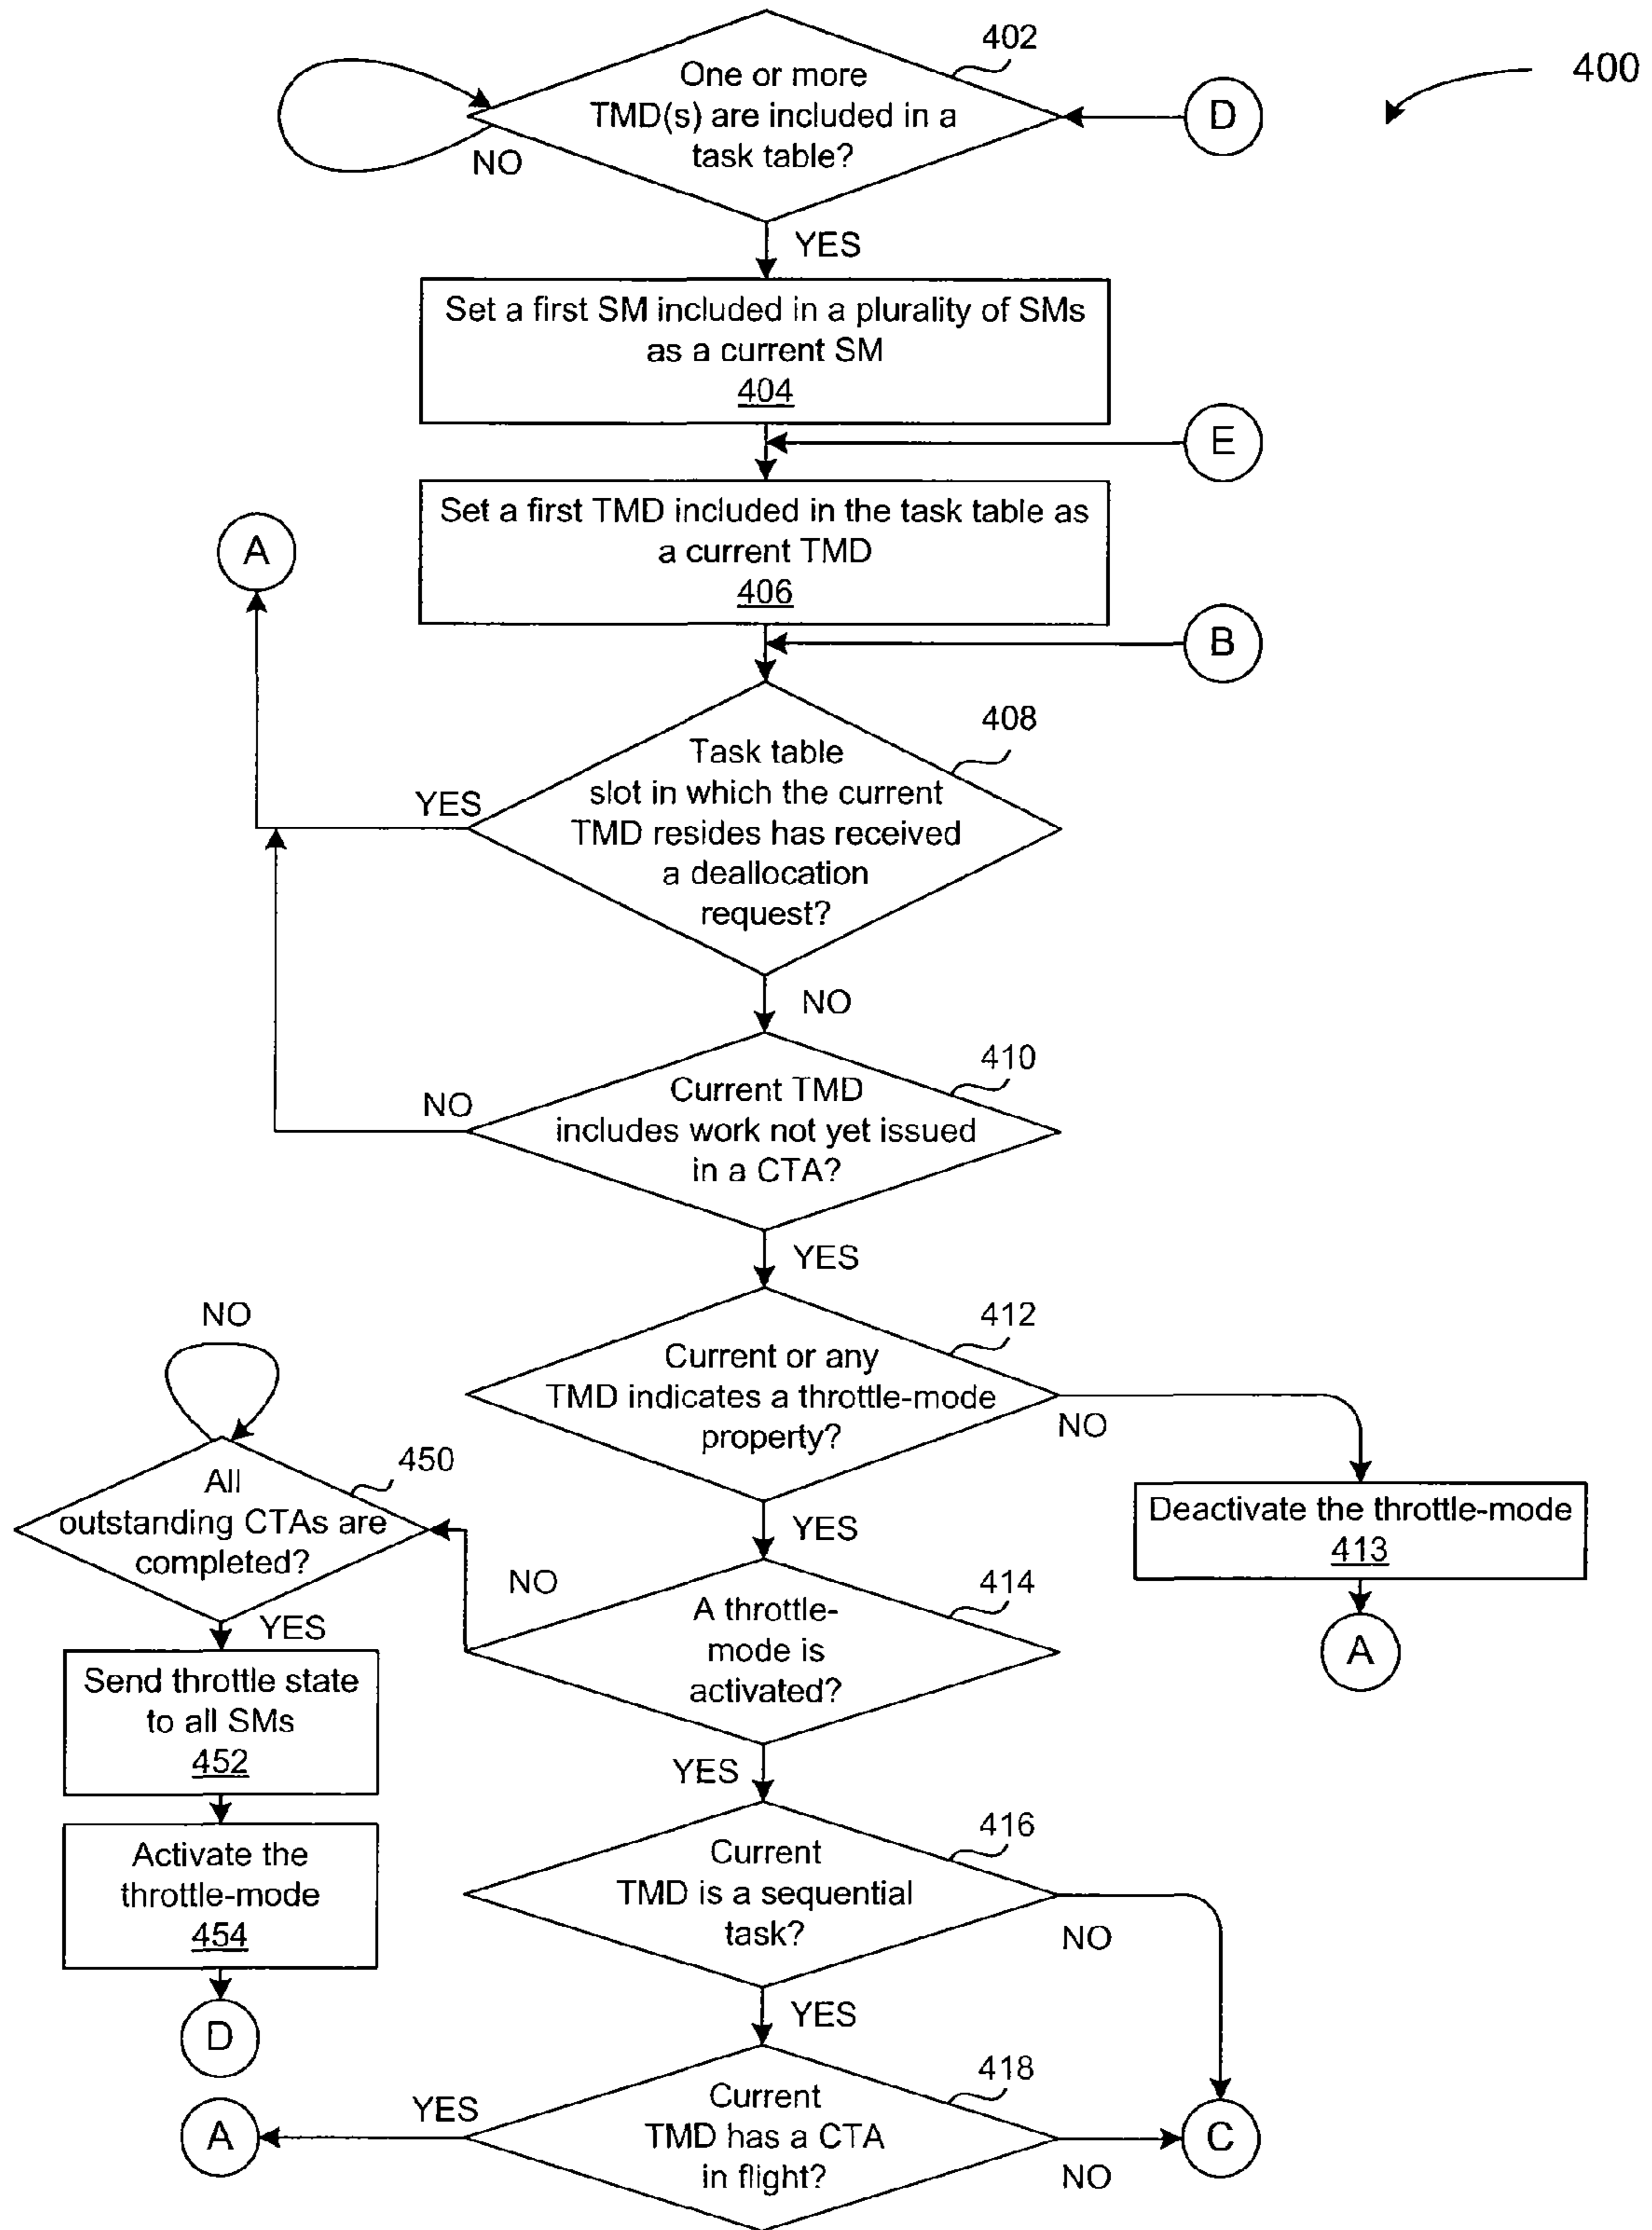 402
400
One or more
TMD(s) are included in a
task table?
D
NO
YES
Set a first SM included in a plurality of SMs
as a current SM
404
E
Set a first TMD included in the task table as
a current TMD
406
A
B
408
Task table
slot in which the current
TMD resides has received
a deallocation
request?
YES
NO
410
Current TMD
includes work not yet issued
in a CTA?
NO
YES
NO
412
Current or any
TMD indicates a throttle-mode
property?
NO
450
All
outstanding CTAs are
completed?
Deactivate the throttle-mode
413
YES
NO
414
A throttle-
mode is
activated?
A
YES
Send throttle state
to all SMs
452
YES
416
Current
TMD is a sequential
task?
NO
Activate the
throttle-mode
454
YES
D
418
Current
TMD has a CTA
in flight?
YES
A
C
NO